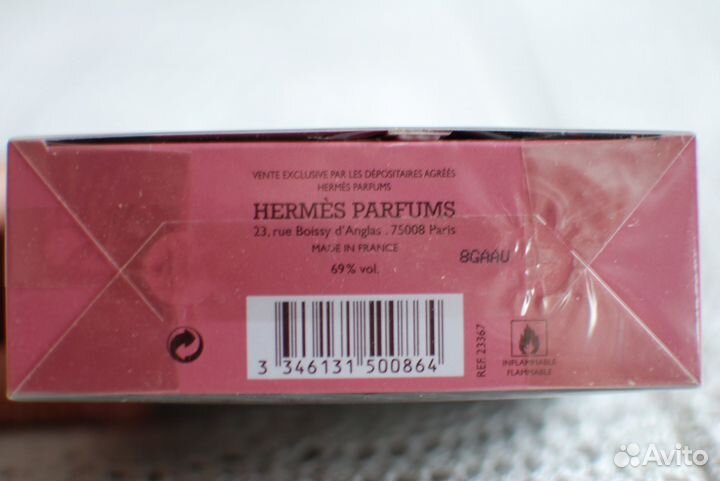 VENTE EXCLUSIVE PAR LES DÉPOSITAIRES AGRÉÉS
HERMÈS PARFUMS
HERMÈS PARFUMS
23, rue Boissy d'Anglas . 75008 Paris
MADE IN FRANCE
8GAAU
69% vol.
3 346131 500864
REF. 23367
INFLAMMABLE
FLAMMABLE
Avito